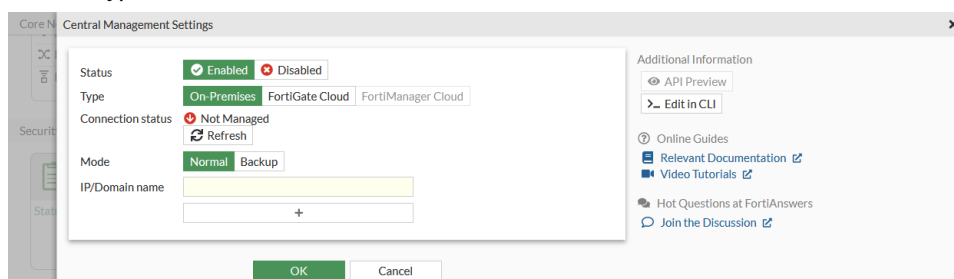 Core N
Central Management Settings
Status
Enabled
Disabled
Type
On-Premises
FortiGate Cloud
FortiManager Cloud
Connection status
Not Managed
Refresh
Mode
Normal
Backup
IP/Domain name
+
OK
Cancel
Additional Information
API Preview
>_ Edit in CLI
Online Guides
Relevant Documentation
Video Tutorials
Hot Questions at FortiAnswers
Join the Discussion
Securit
Stat